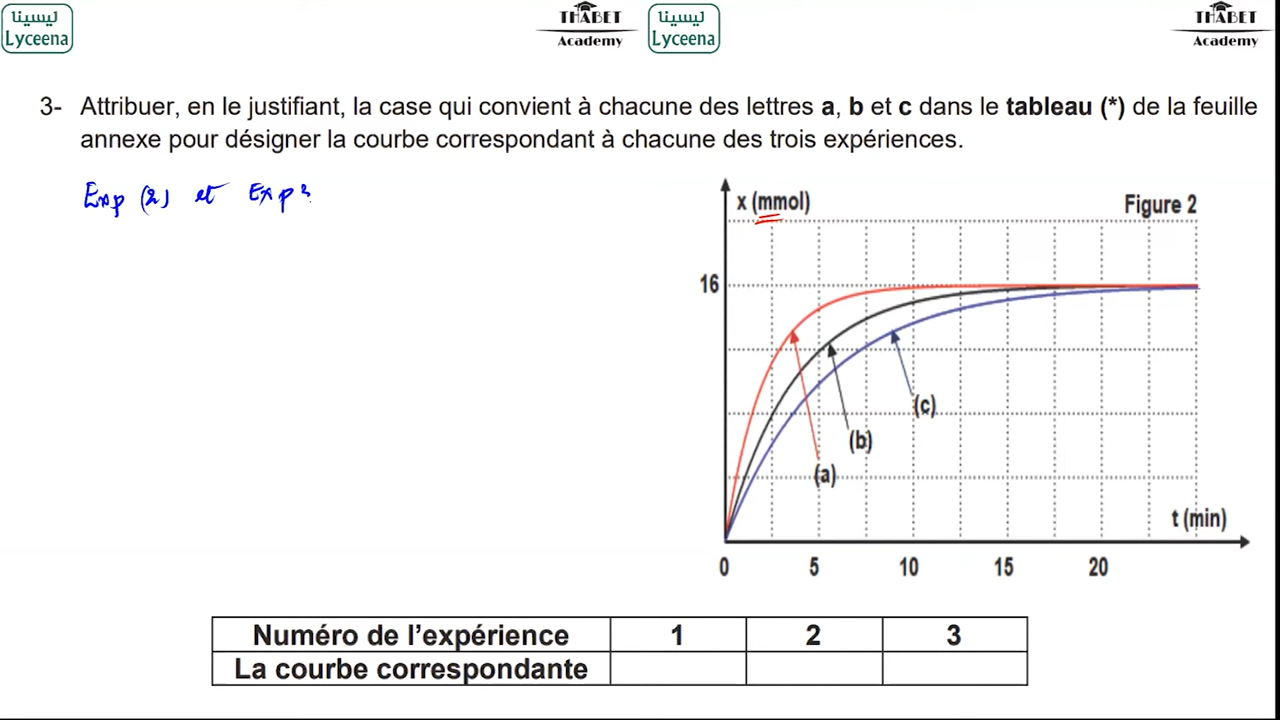 ليسينا
Lyceena
THABET
Academy
ليسينا
Lyceena
THABET
Academy
3- Attribuer, en le justifiant, la case qui convient à chacune des lettres a, b et c dans le tableau (*) de la feuille
annexe pour désigner la courbe correspondant à chacune des trois expériences.
Exp (2) et Exp
x (mmol)
Figure 2
16
(c)
(b)
(a)
t (min)
0 5 10 15 20
Numéro de l'expérience 1 2 3
La courbe correspondante